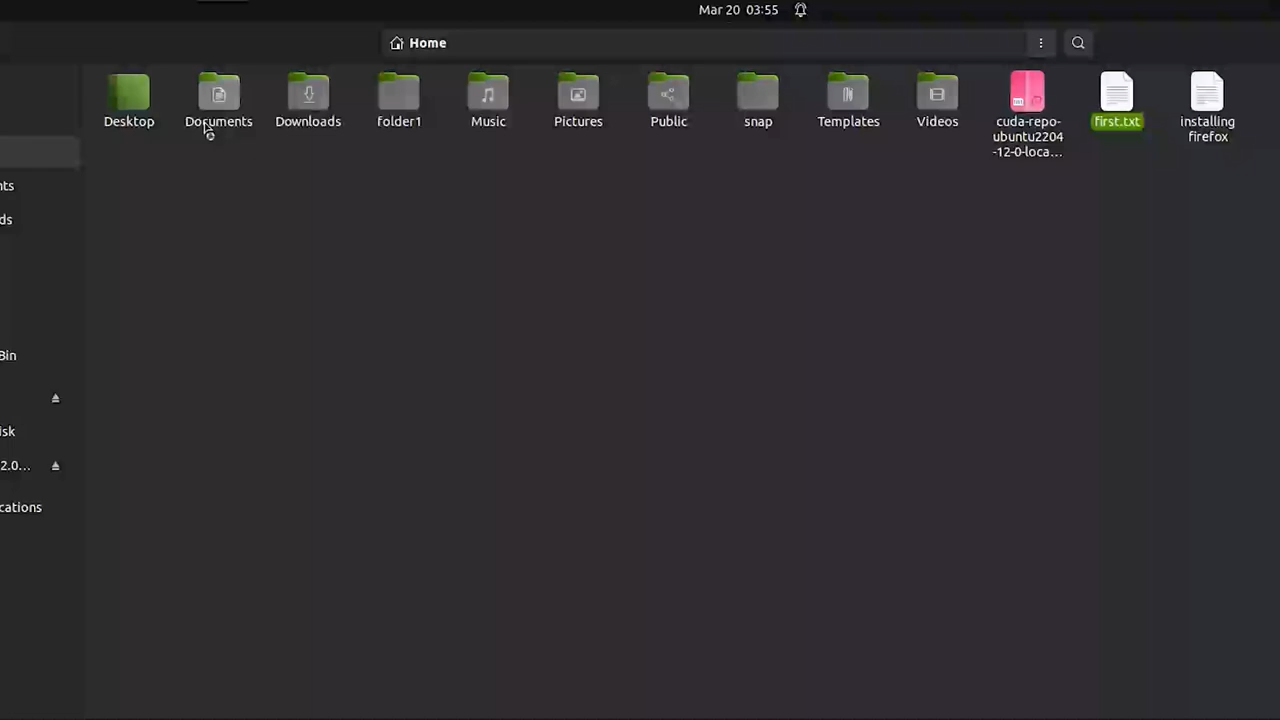 Mar 20 03:55
Home
Desktop
Documents
Downloads
folder1
Music
Pictures
Public
snap
Templates
Videos
cuda-repo-
ubuntu2204
-12-0-loca...
first.txt
installing
firefox
nts
ds
Bin
isk
2.0...
cations